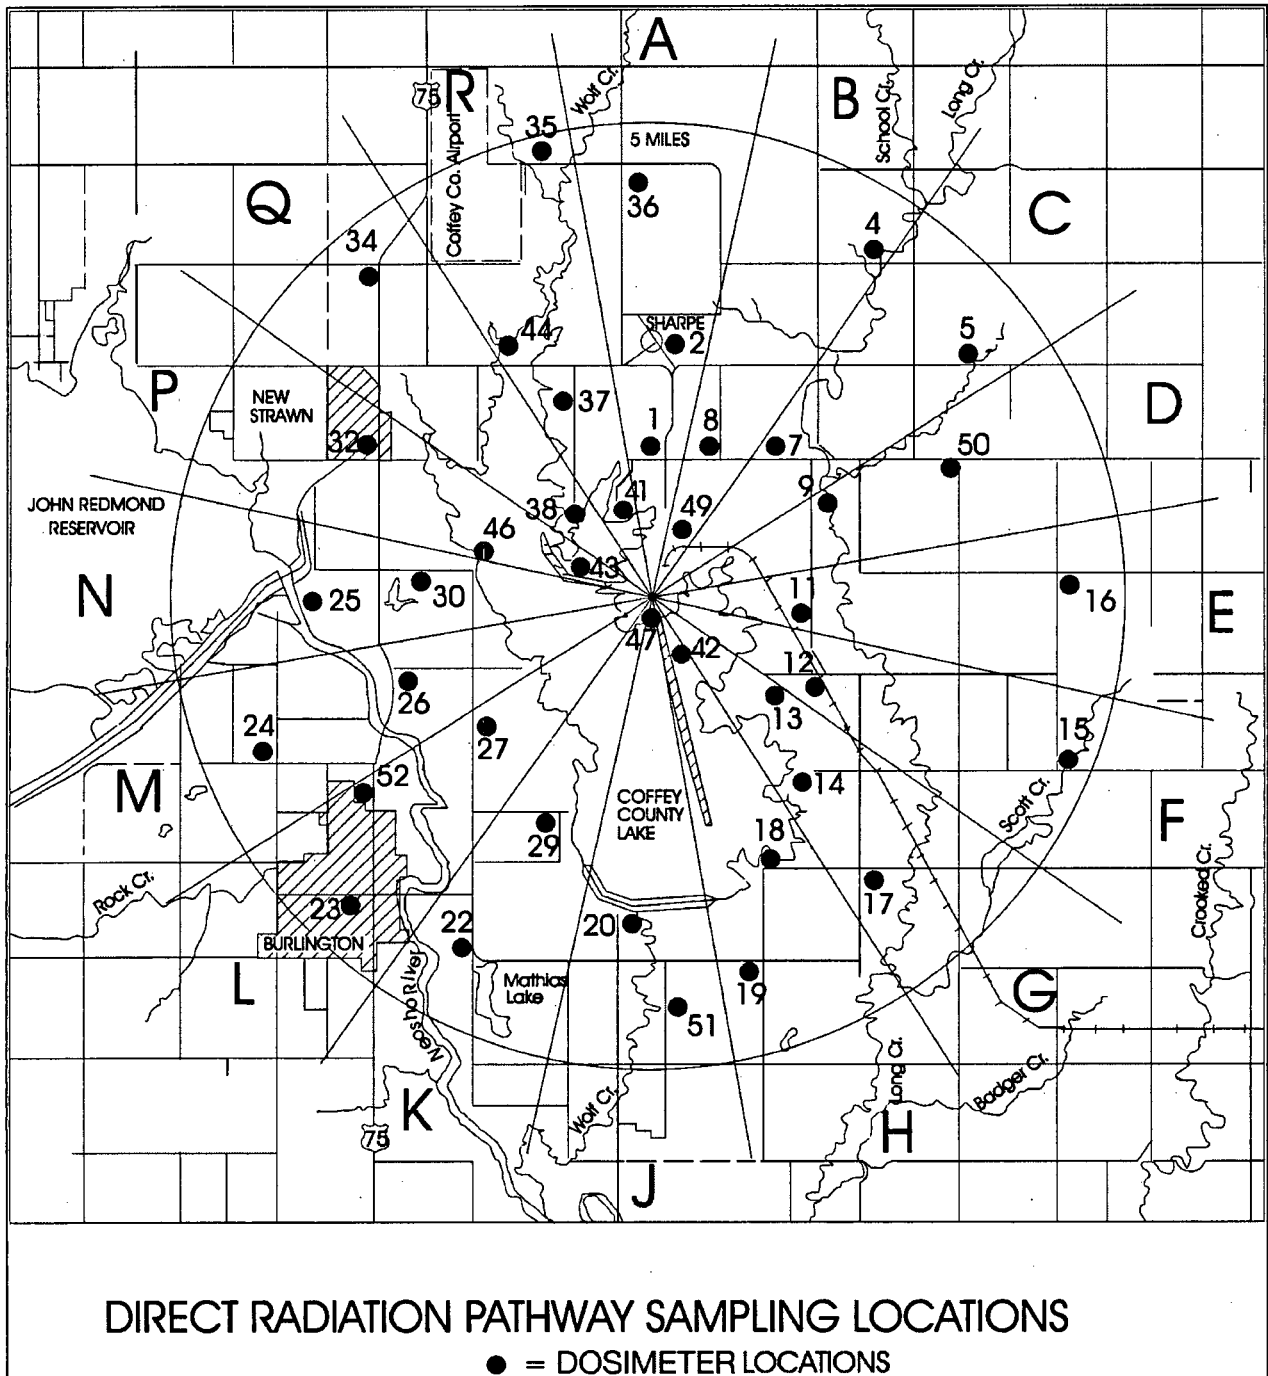 A
B
School Cr.
Long Cr.
75
R
Coffey Co. Airport
Wolf Cr.
35
5 MILES
36
Q
C
4
34
44
SHARPE
2
5
P
NEW
STRAWN
37
D
32
1
8
7
50
JOHN REDMOND
RESERVOIR
38
41
49
9
46
43
N
25
30
11
16
E
47
42
12
26
13
24
27
15
M
52
14
COFFEY
COUNTY
LAKE
Scott Cr.
F
29
18
Rock Cr.
17
Crooked Cr.
23
22
20
BURLINGTON
L
Mathias
Lake
19
G
51
Neosho River
Long Cr.
Badger Cr.
K
Wolf Cr.
75
H
J
DIRECT RADIATION PATHWAY SAMPLING LOCATIONS
● = DOSIMETER LOCATIONS